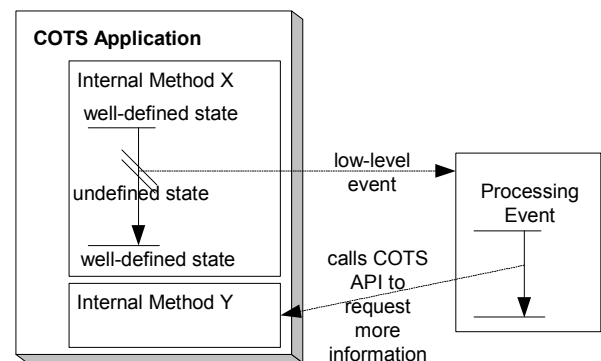 COTS Application
Internal Method X
well-defined state
undefined state
well-defined state
Internal Method Y
low-level
event
calls COTS
API to
request
more
information
Processing
Event